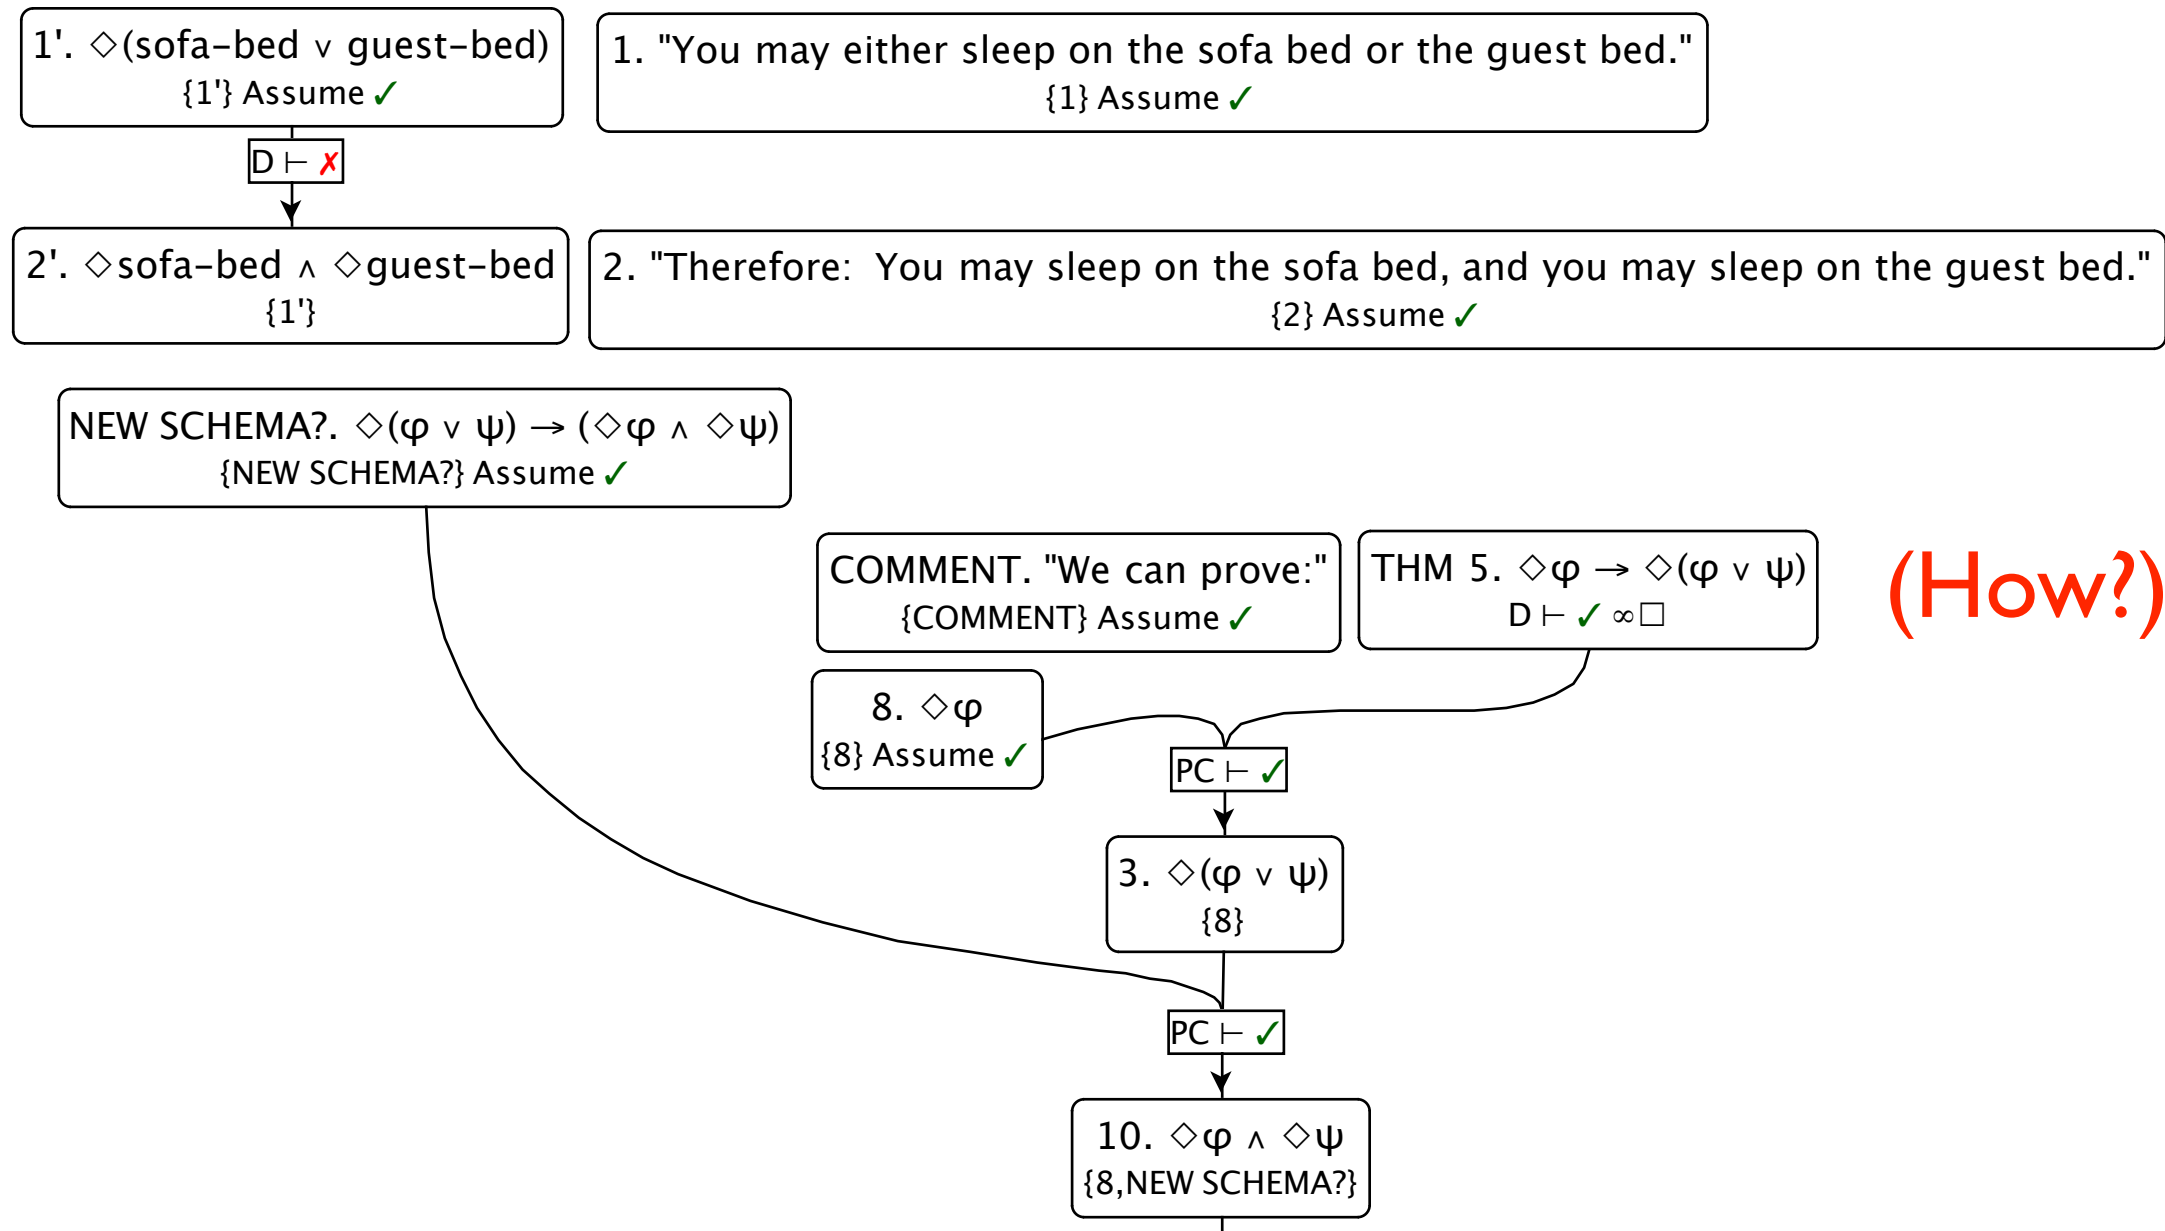 1'. ◇(sofa-bed ∨ guest-bed)
{1'} Assume ✓
1. "You may either sleep on the sofa bed or the guest bed."
{1} Assume ✓
D ⊢ ✗
2'. ◇sofa-bed ∧ ◇guest-bed
{1'}
2. "Therefore:  You may sleep on the sofa bed, and you may sleep on the guest bed."
{2} Assume ✓
NEW SCHEMA?. ◇(φ ∨ ψ) → (◇φ ∧ ◇ψ)
{NEW SCHEMA?} Assume ✓
COMMENT. "We can prove:"
{COMMENT} Assume ✓
THM 5. ◇φ → ◇(φ ∨ ψ)
D ⊢ ✓ ∞□
(How?)
8. ◇φ
{8} Assume ✓
PC ⊢ ✓
3. ◇(φ ∨ ψ)
{8}
PC ⊢ ✓
10. ◇φ ∧ ◇ψ
{8,NEW SCHEMA?}